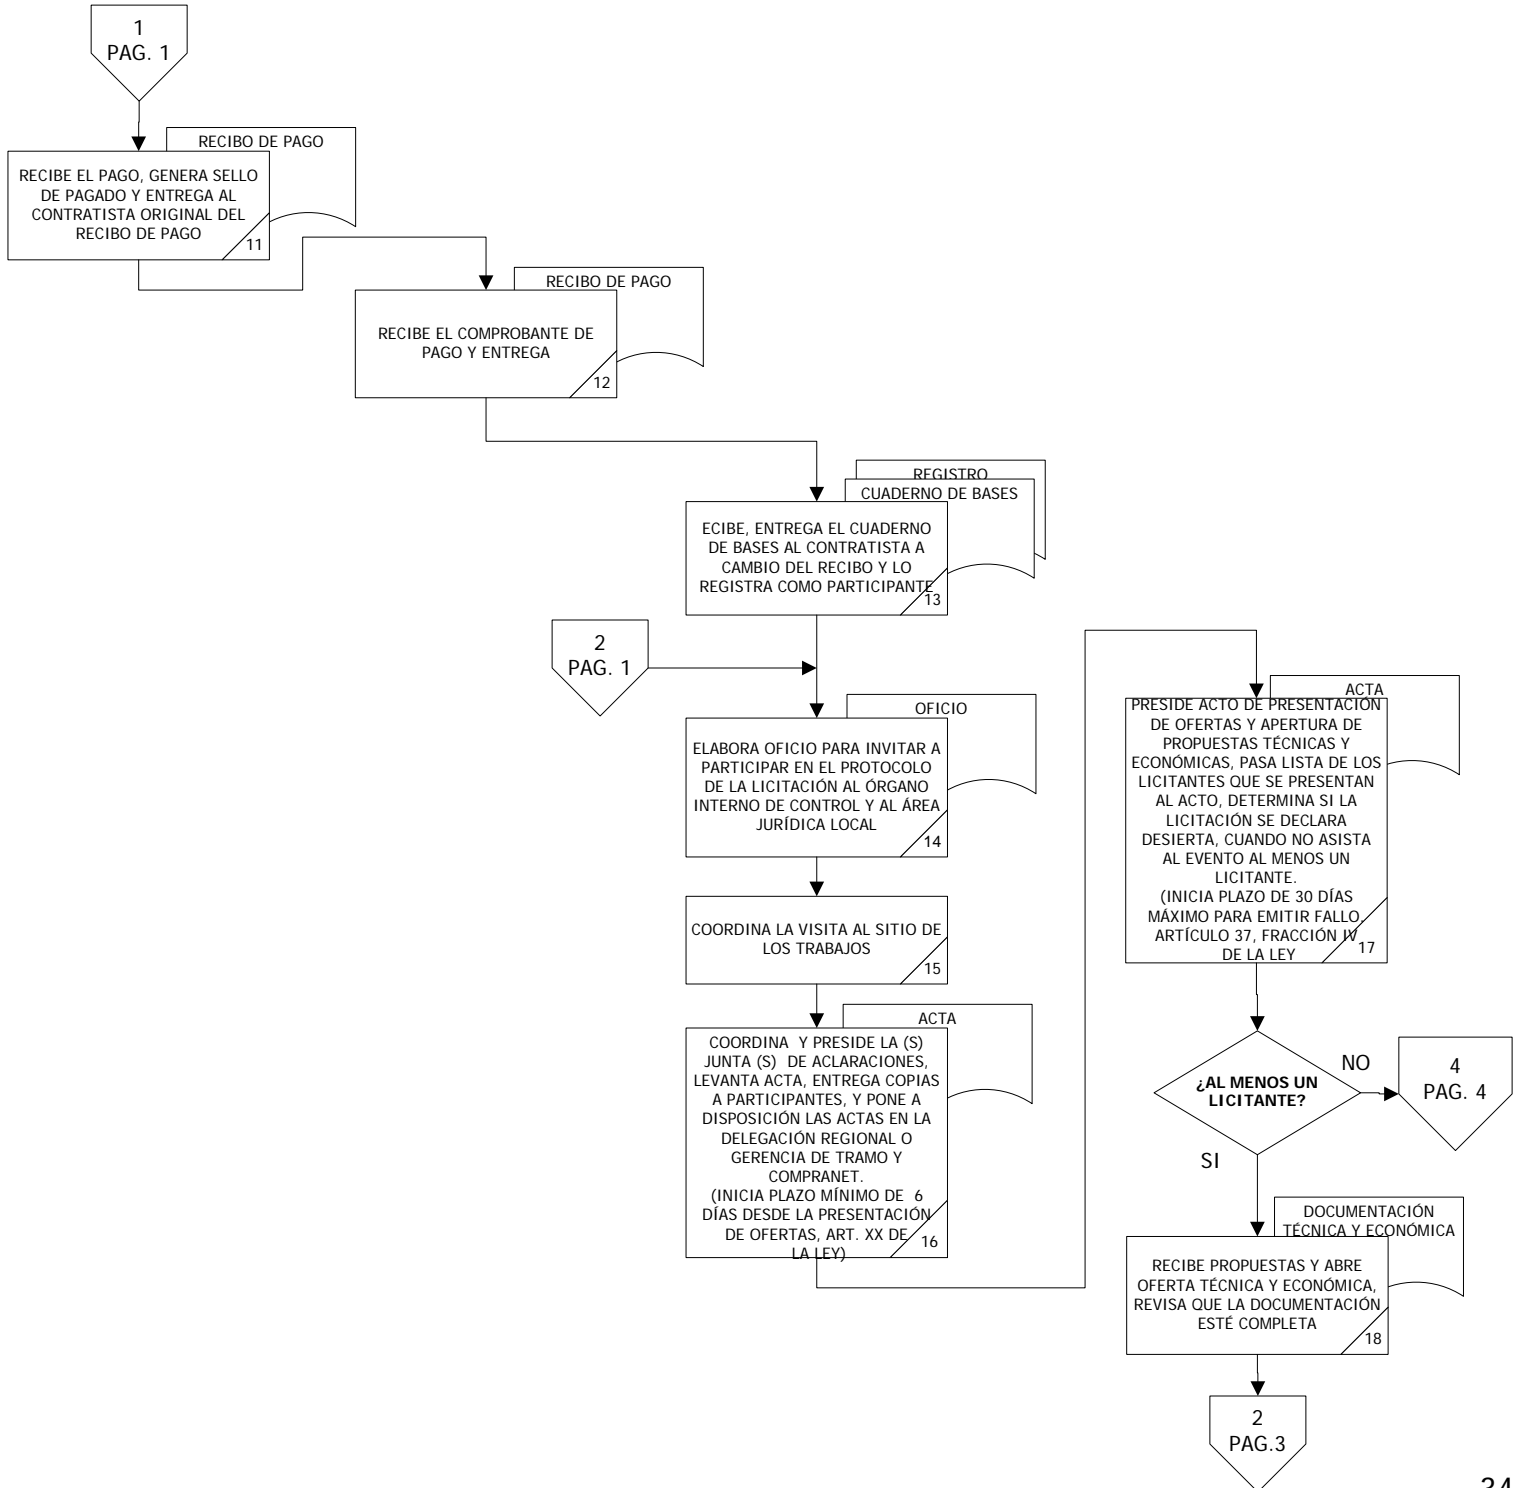 1
PAG. 1
RECIBO DE PAGO
RECIBE EL PAGO, GENERA SELLO
DE PAGADO Y ENTREGA AL
CONTRATISTA ORIGINAL DEL
RECIBO DE PAGO
11
RECIBO DE PAGO
RECIBE EL COMPROBANTE DE
PAGO Y ENTREGA
12
REGISTRO
CUADERNO DE BASES
ECIBE, ENTREGA EL CUADERNO
DE BASES AL CONTRATISTA A
CAMBIO DEL RECIBO Y LO
REGISTRA COMO PARTICIPANTE
13
2
PAG. 1
OFICIO
ELABORA OFICIO PARA INVITAR A
PARTICIPAR EN EL PROTOCOLO
DE LA LICITACIÓN AL ÓRGANO
INTERNO DE CONTROL Y AL ÁREA
JURÍDICA LOCAL
14
COORDINA LA VISITA AL SITIO DE
LOS TRABAJOS
15
ACTA
COORDINA Y PRESIDE LA (S)
JUNTA (S) DE ACLARACIONES,
LEVANTA ACTA, ENTREGA COPIAS
A PARTICIPANTES, Y PONE A
DISPOSICIÓN LAS ACTAS EN LA
DELEGACIÓN REGIONAL O
GERENCIA DE TRAMO Y
COMPRANET.
(INICIA PLAZO MÍNIMO DE 6
DÍAS DESDE LA PRESENTACIÓN
DE OFERTAS, ART. XX DE
LA LEY)
16
ACTA
PRESIDE ACTO DE PRESENTACIÓN
DE OFERTAS Y APERTURA DE
PROPUESTAS TÉCNICAS Y
ECONÓMICAS, PASA LISTA DE LOS
LICITANTES QUE SE PRESENTAN
AL ACTO, DETERMINA SI LA
LICITACIÓN SE DECLARA
DESIERTA, CUANDO NO ASISTA
AL EVENTO AL MENOS UN
LICITANTE.
(INICIA PLAZO DE 30 DÍAS
MÁXIMO PARA EMITIR FALLO,
ARTÍCULO 37, FRACCIÓN IV
DE LA LEY
17
¿AL MENOS UN
LICITANTE?
NO
4
PAG. 4
SI
DOCUMENTACIÓN
TÉCNICA Y ECONÓMICA
RECIBE PROPUESTAS Y ABRE
OFERTA TÉCNICA Y ECONÓMICA,
REVISA QUE LA DOCUMENTACIÓN
ESTÉ COMPLETA
18
2
PAG.3